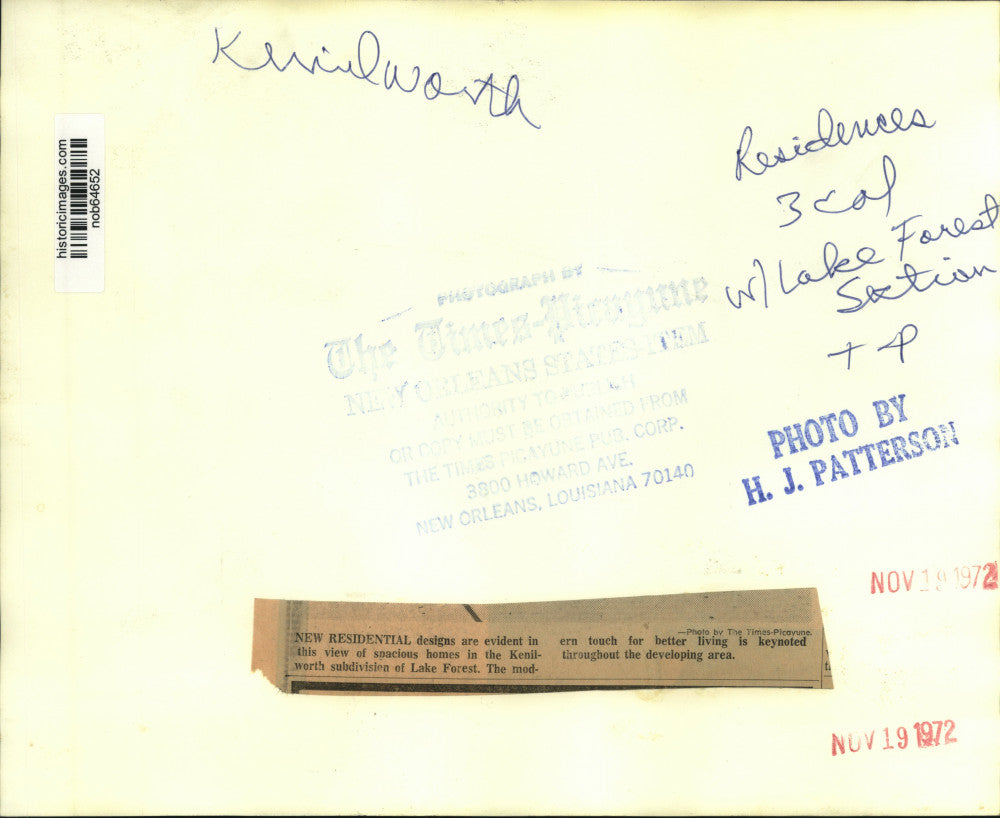 Kenilworth
historicimages.com
nob64652
Residences
3 col
w/ Lake Forest
Section
PHOTOGRAPH BY
The Times-Picayune
NEW ORLEANS STATES-ITEM
AUTHORITY TO PUBLISH
OR COPY MUST BE OBTAINED FROM
THE TIMES PICAYUNE PUB. CORP.
3800 HOWARD AVE.
NEW ORLEANS, LOUISIANA 70140
PHOTO BY
H. J. PATTERSON
NOV 19 1972
—Photo by The Times-Picayune.
NEW RESIDENTIAL designs are evident in
this view of spacious homes in the Kenil-
worth subdivision of Lake Forest. The mod-
ern touch for better living is keynoted
throughout the developing area.
NOV 19 1972